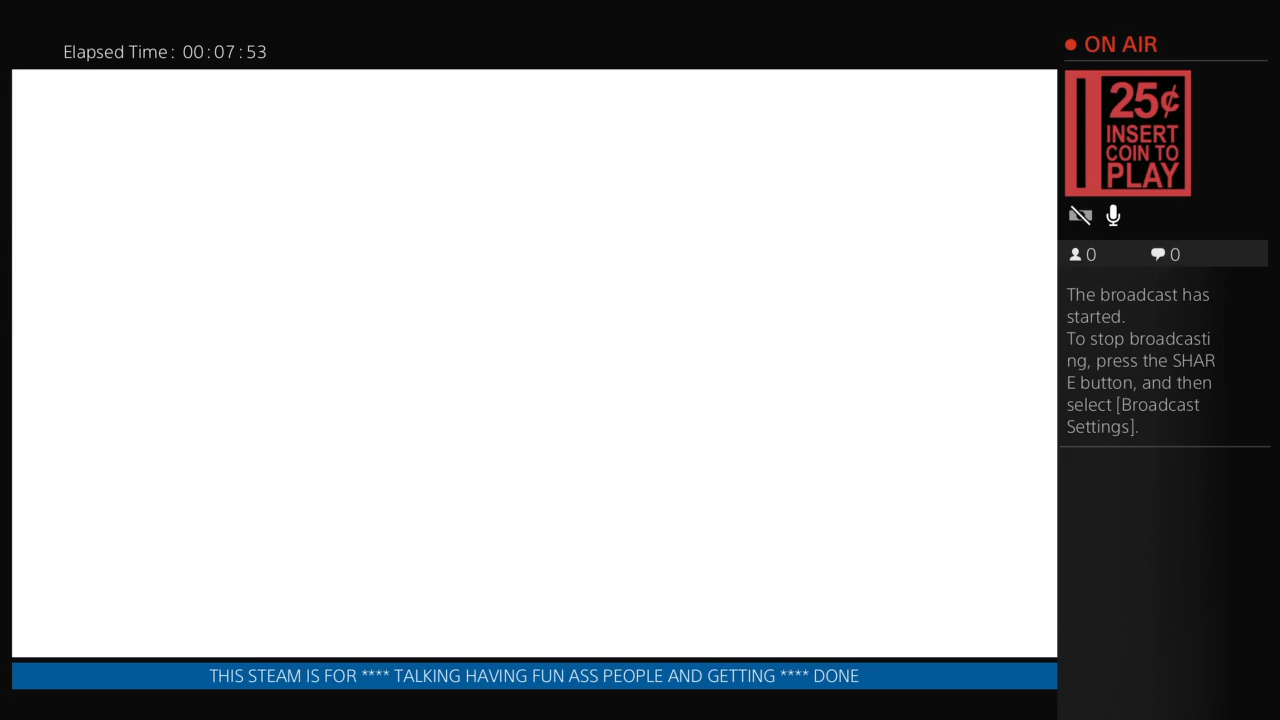 Elapsed Time: 00:07:53
ON AIR
25¢
INSERT
COIN TO
PLAY
0 0
The broadcast has
started.
To stop broadcasti
ng, press the SHAR
E button, and then
select [Broadcast
Settings].
THIS STEAM IS FOR **** TALKING HAVING FUN ASS PEOPLE AND GETTING **** DONE